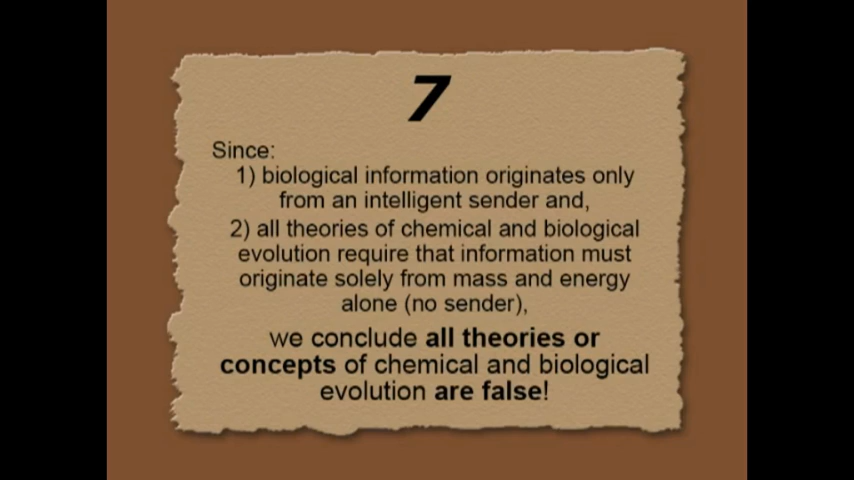 7
Since:
1) biological information originates only
from an intelligent sender and,
2) all theories of chemical and biological
evolution require that information must
originate solely from mass and energy
alone (no sender),
we conclude all theories or
concepts of chemical and biological
evolution are false!